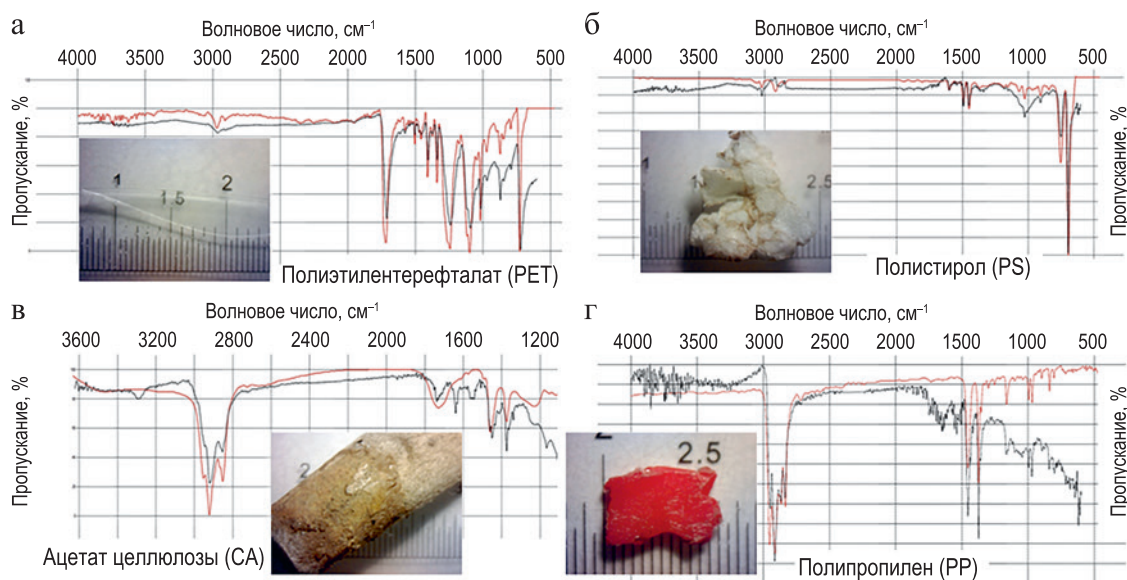 а
Волновое число, см⁻¹
4000 3000 2500 2000 1500 1000 500
Пропускание, %
1
1.5
2
Полиэтилентерефталат (PET)
б
Волновое число, см⁻¹
4000 3000 2500 2000 1500 1000 500
Пропускание, %
1
2.5
Полистирол (PS)
в
Волновое число, см⁻¹
3600 3200 2800 2400 2000 1600 1200
Пропускание, %
2
Ацетат целлюлозы (CA)
г
Волновое число, см⁻¹
4000 3000 2500 2000 1500 1000 500
Пропускание, %
2
2.5
Полипропилен (PP)